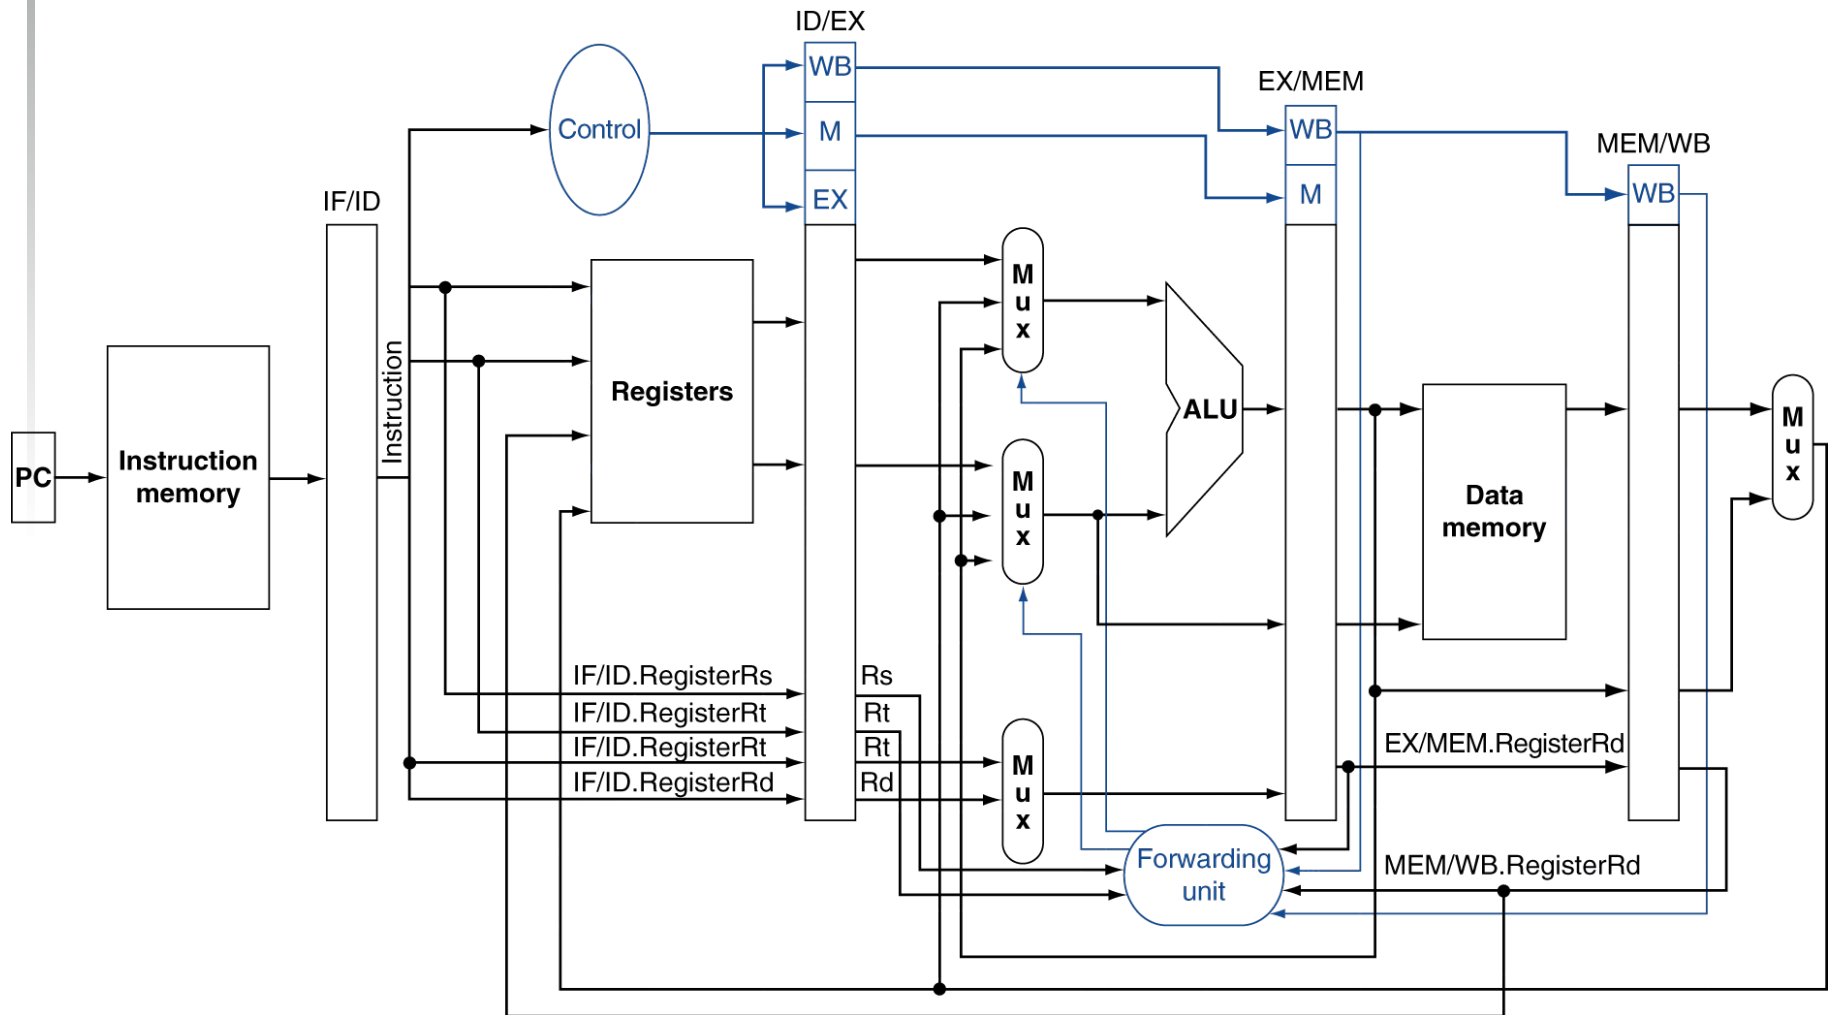 ID/EX
WB
EX/MEM
Control
M
WB
MEM/WB
IF/ID
EX
M
WB
M
u
x
Instruction
Registers
ALU
M
u
x
PC
Instruction
memory
M
u
x
Data
memory
IF/ID.RegisterRs
Rs
IF/ID.RegisterRt
Rt
IF/ID.RegisterRt
Rt
IF/ID.RegisterRd
Rd
M
u
x
EX/MEM.RegisterRd
Forwarding
unit
MEM/WB.RegisterRd